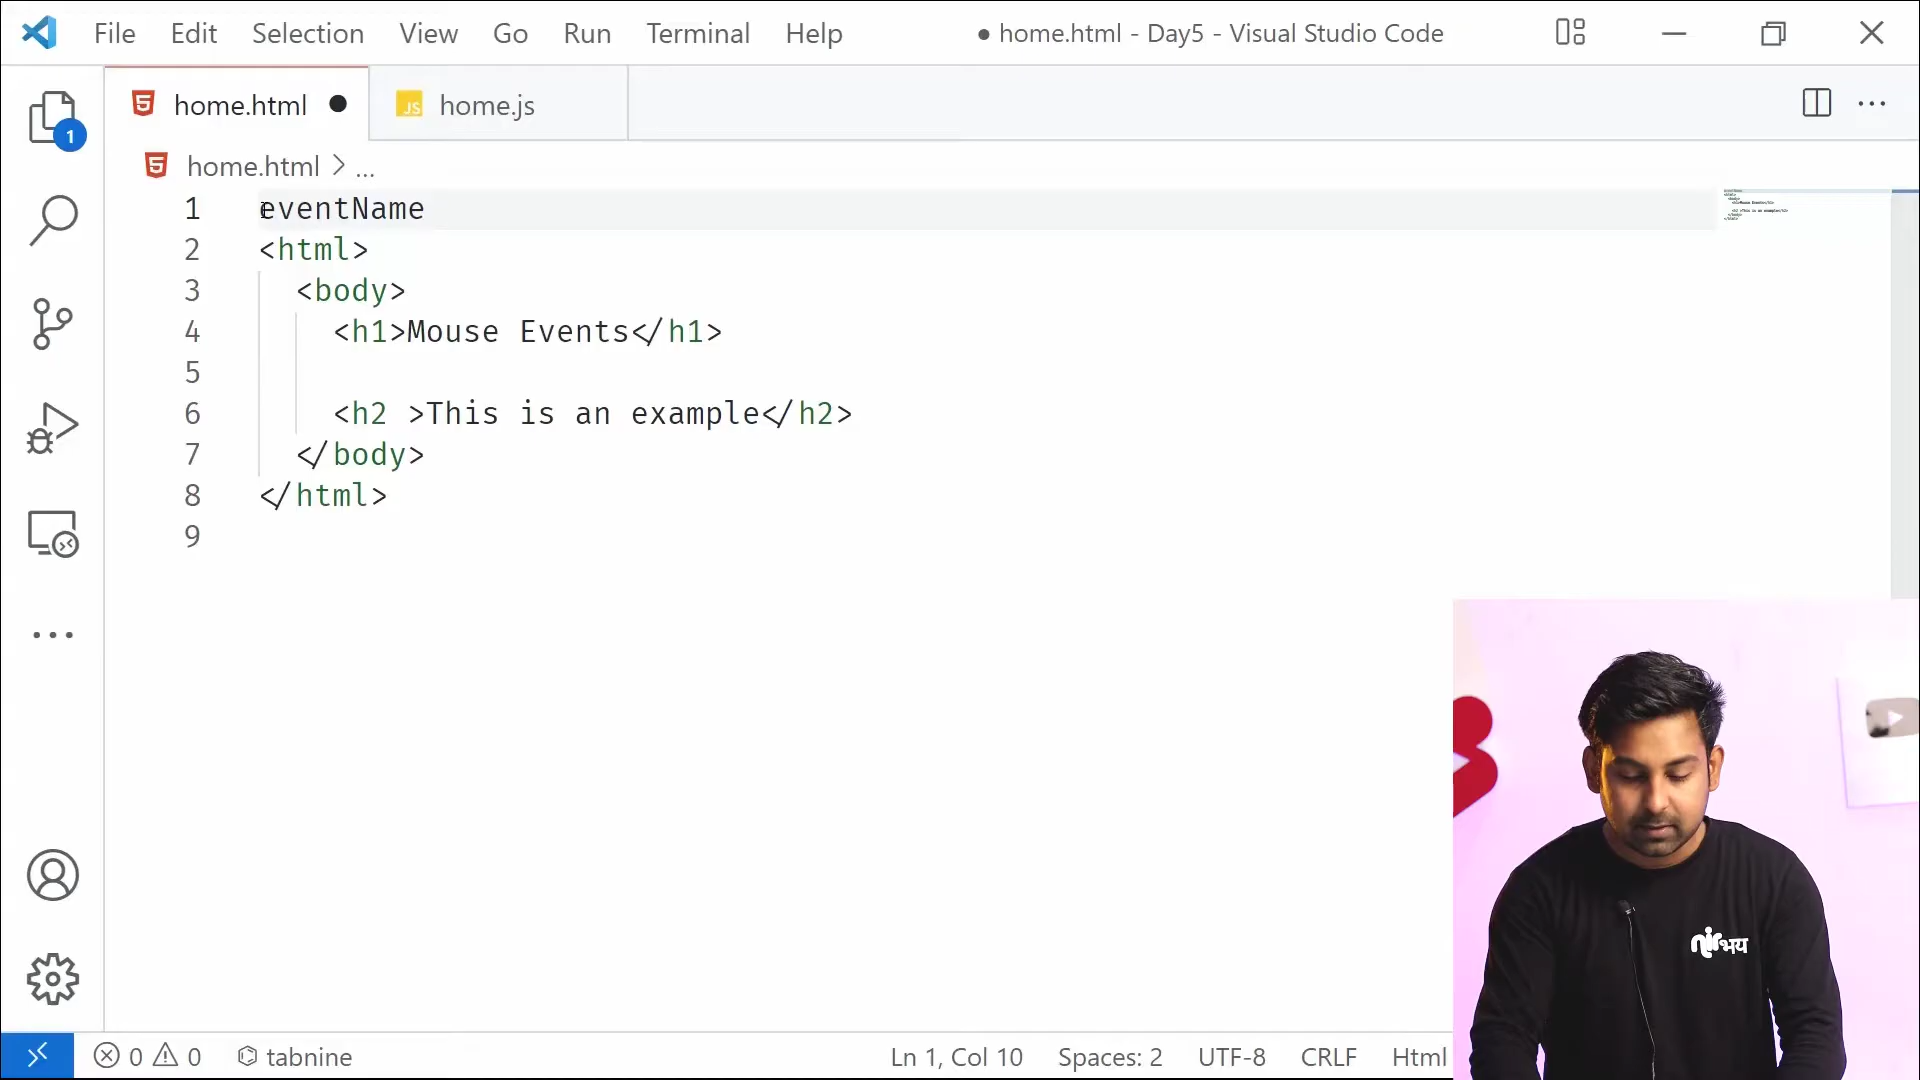 File Edit Selection View Go Run Terminal Help ● home.html - Day5 - Visual Studio Code
1
home.html ●
JS home.js
home.html > ...
1 eventName
2 <html>
3 <body>
4 <h1>Mouse Events</h1>
5
6 <h2 >This is an example</h2>
7 </body>
8 </html>
9
nirभय
0 0 tabnine Ln 1, Col 10 Spaces: 2 UTF-8 CRLF Html